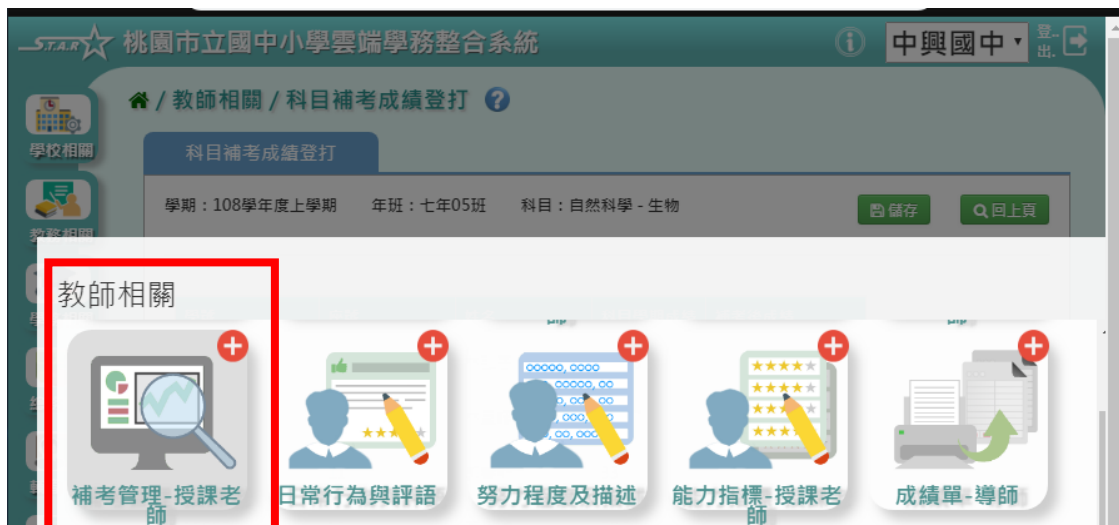 S.T.A.R 桃園市立國中小學雲端學務整合系統
中興國中
登出
/ 教師相關 / 科目補考成績登打
學校相關
科目補考成績登打
學期：108學年度上學期 年班：七年05班 科目：自然科學 - 生物
儲存 回上頁
教務相關
教師相關
補考管理-授課老師
日常行為與評語
努力程度及描述
能力指標-授課老師
成績單-導師